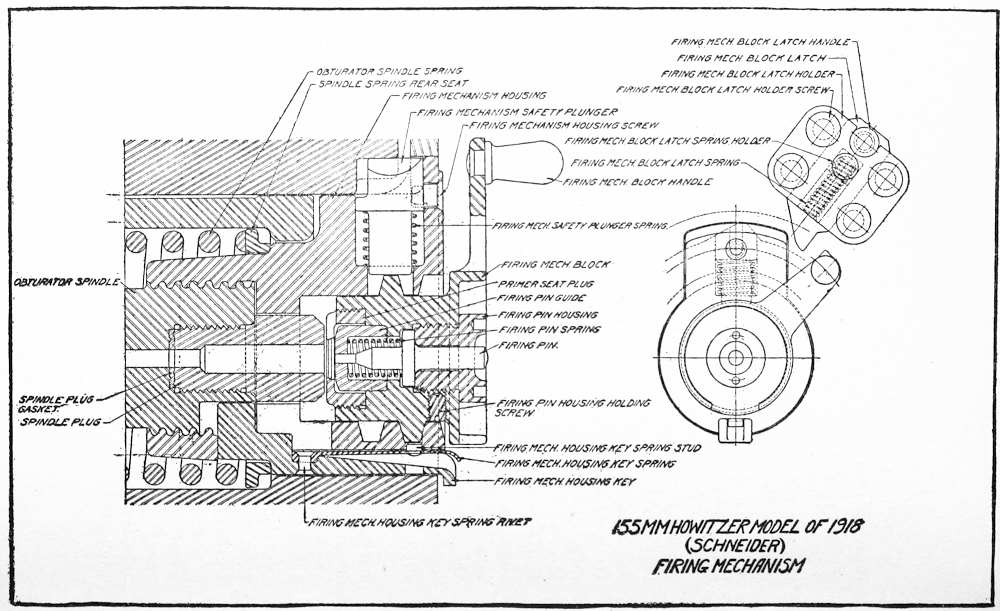 FIRING MECH. BLOCK LATCH HANDLE
FIRING MECH. BLOCK LATCH
FIRING MECH. BLOCK LATCH HOLDER
FIRING MECH. BLOCK LATCH HOLDER SCREW
OBTURATOR SPINDLE SPRING
SPINDLE SPRING REAR SEAT
FIRING MECHANISM HOUSING
FIRING MECHANISM SAFETY PLUNGER
FIRING MECHANISM HOUSING SCREW
FIRING MECH. BLOCK LATCH SPRING HOLDER
FIRING MECH. BLOCK LATCH SPRING
FIRING MECH. BLOCK HANDLE
FIRING MECH. SAFETY PLUNGER SPRING
OBTURATOR SPINDLE
FIRING MECH. BLOCK
PRIMER SEAT PLUG
FIRING PIN GUIDE
FIRING PIN HOUSING
FIRING PIN SPRING
FIRING PIN.
SPINDLE PLUG
GASKET.
SPINDLE PLUG
FIRING PIN HOUSING HOLDING
SCREW
FIRING MECH. HOUSING KEY SPRING STUD
FIRING MECH. HOUSING KEY SPRING
FIRING MECH. HOUSING KEY
FIRING MECH. HOUSING KEY SPRING RIVET
155 MM HOWITZER MODEL OF 1918
(SCHNEIDER)
FIRING MECHANISM